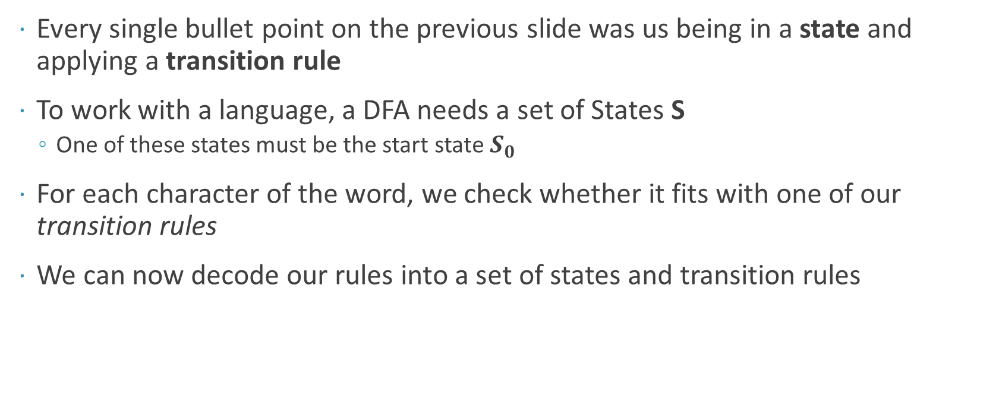 · Every single bullet point on the previous slide was us being in a state and
applying a transition rule
· To work with a language, a DFA needs a set of States S
◦ One of these states must be the start state S₀
· For each character of the word, we check whether it fits with one of our
transition rules
· We can now decode our rules into a set of states and transition rules